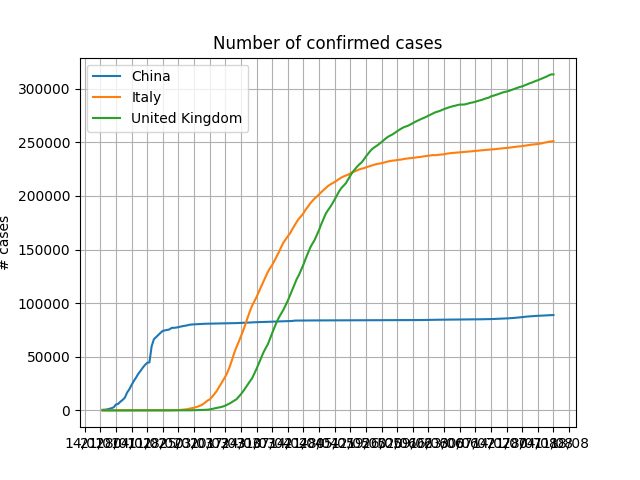 Number of confirmed cases
China
Italy
United Kingdom
300000
250000
200000
150000
100000
50000
0
# cases